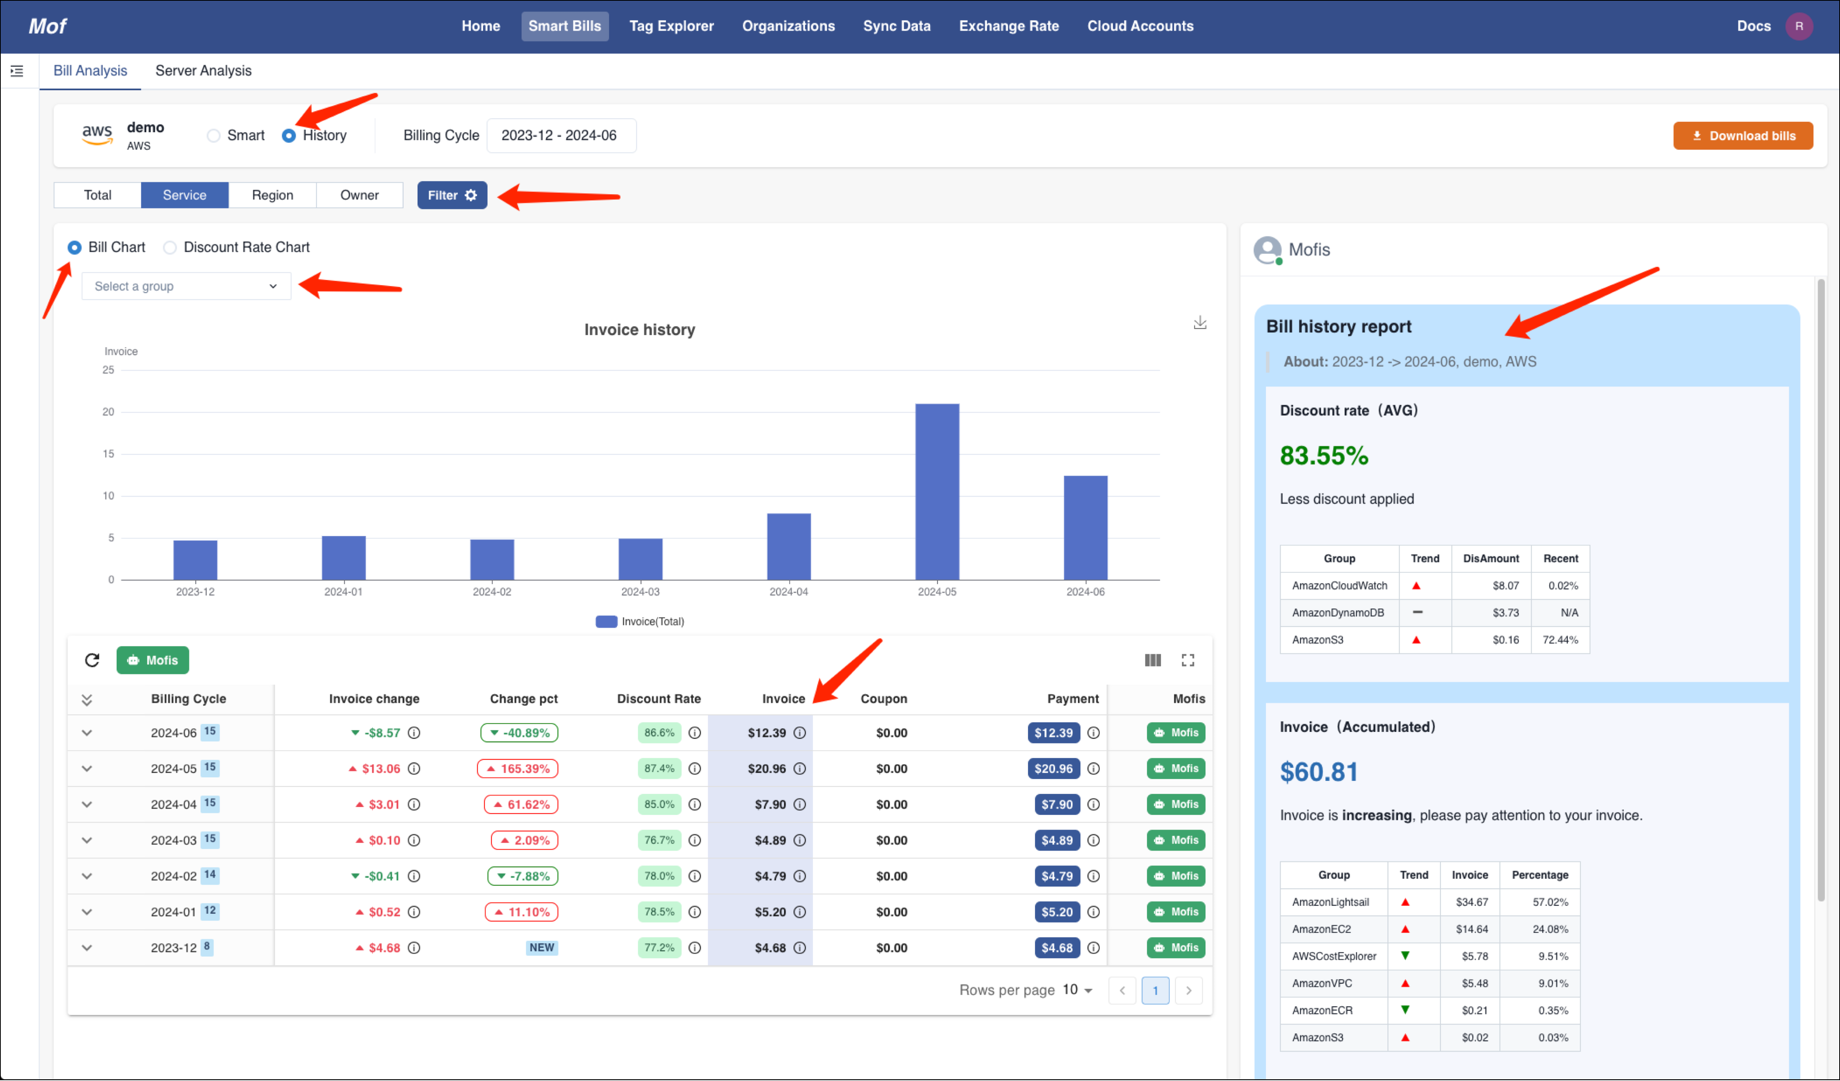 Mof
Home Smart Bills Tag Explorer Organizations Sync Data Exchange Rate Cloud Accounts Docs R
Bill Analysis Server Analysis
aws demo AWS Smart History Billing Cycle 2023-12 - 2024-06 Download bills
Total Service Region Owner Filter
Bill Chart Discount Rate Chart
Select a group
Invoice history
Invoice
25
20
15
10
5
0
2023-12 2024-01 2024-02 2024-03 2024-04 2024-05 2024-06
Invoice(Total)
Mofis
Billing Cycle Invoice change Change pct Discount Rate Invoice Coupon Payment Mofis
2024-06 15 -$8.57 -40.89% 86.6% $12.39 $0.00 $12.39 Mofis
2024-05 15 $13.06 165.39% 87.4% $20.96 $0.00 $20.96 Mofis
2024-04 15 $3.01 61.62% 85.0% $7.90 $0.00 $7.90 Mofis
2024-03 15 $0.10 2.09% 76.7% $4.89 $0.00 $4.89 Mofis
2024-02 14 -$0.41 -7.88% 78.0% $4.79 $0.00 $4.79 Mofis
2024-01 12 $0.52 11.10% 78.5% $5.20 $0.00 $5.20 Mofis
2023-12 8 $4.68 NEW 77.2% $4.68 $0.00 $4.68 Mofis
Rows per page 10 1
Mofis
Bill history report
About: 2023-12 -> 2024-06, demo, AWS
Discount rate（AVG）
83.55%
Less discount applied
Group Trend DisAmount Recent
AmazonCloudWatch $8.07 0.02%
AmazonDynamoDB $3.73 N/A
AmazonS3 $0.16 72.44%
Invoice（Accumulated）
$60.81
Invoice is increasing, please pay attention to your invoice.
Group Trend Invoice Percentage
AmazonLightsail $34.67 57.02%
AmazonEC2 $14.64 24.08%
AWSCostExplorer $5.78 9.51%
AmazonVPC $5.48 9.01%
AmazonECR $0.21 0.35%
AmazonS3 $0.02 0.03%